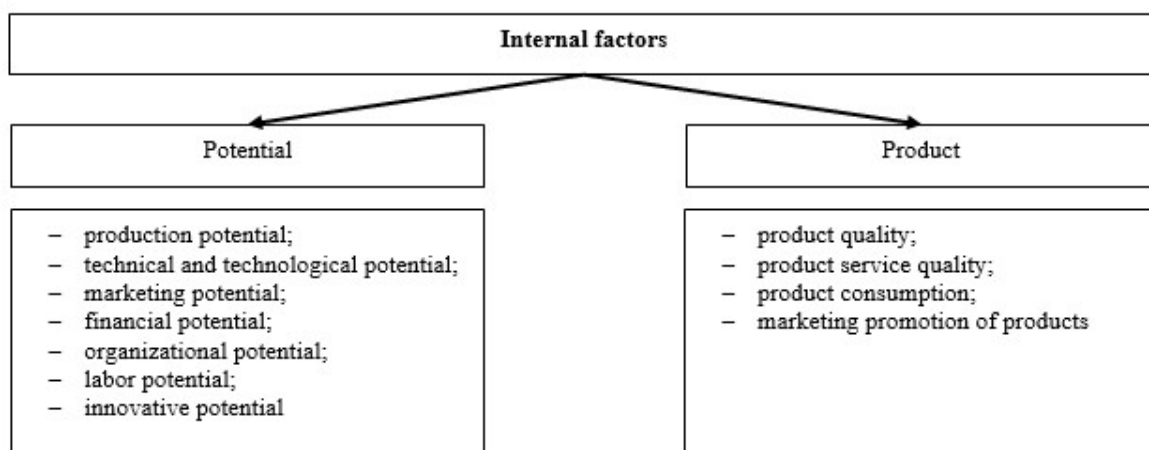 Internal factors
Potential
Product
– production potential;
– technical and technological potential;
– marketing potential;
– financial potential;
– organizational potential;
– labor potential;
– innovative potential
– product quality;
– product service quality;
– product consumption;
– marketing promotion of products